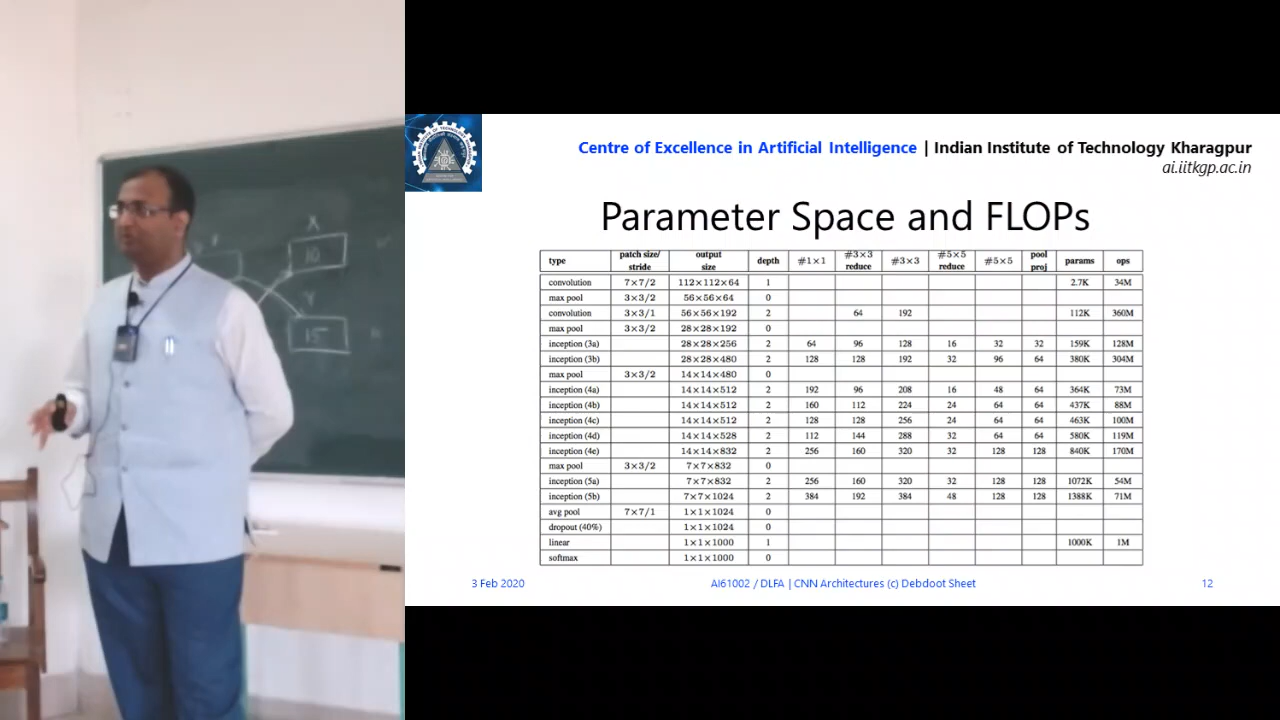 X
10
Y
15
Centre of Excellence in Artificial Intelligence | Indian Institute of Technology Kharagpur
ai.iitkgp.ac.in
Parameter Space and FLOPs
type patch size/ stride output size depth #1×1 #3×3 reduce #3×3 #5×5 reduce #5×5 pool proj params ops
convolution 7×7/2 112×112×64 1 2.7K 34M
max pool 3×3/2 56×56×64 0
convolution 3×3/1 56×56×192 2 64 192 112K 360M
max pool 3×3/2 28×28×192 0
inception (3a) 28×28×256 2 64 96 128 16 32 32 159K 128M
inception (3b) 28×28×480 2 128 128 192 32 96 64 380K 304M
max pool 3×3/2 14×14×480 0
inception (4a) 14×14×512 2 192 96 208 16 48 64 364K 73M
inception (4b) 14×14×512 2 160 112 224 24 64 64 437K 88M
inception (4c) 14×14×512 2 128 128 256 24 64 64 463K 100M
inception (4d) 14×14×528 2 112 144 288 32 64 64 580K 119M
inception (4e) 14×14×832 2 256 160 320 32 128 128 840K 170M
max pool 3×3/2 7×7×832 0
inception (5a) 7×7×832 2 256 160 320 32 128 128 1072K 54M
inception (5b) 7×7×1024 2 384 192 384 48 128 128 1388K 71M
avg pool 7×7/1 1×1×1024 0
dropout (40%) 1×1×1024 0
linear 1×1×1000 1 1000K 1M
softmax 1×1×1000 0
3 Feb 2020 AI61002 / DLFA | CNN Architectures (c) Debdoot Sheet 12